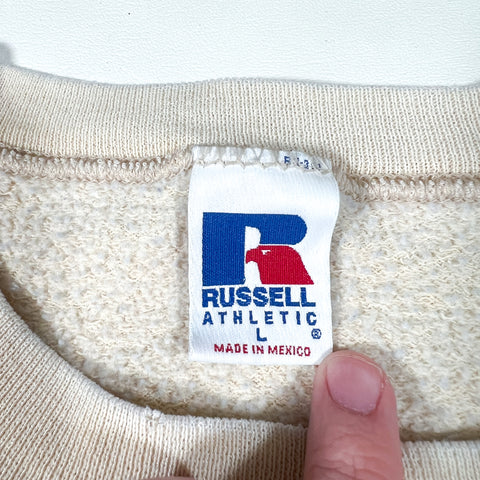 R
RUSSELL
ATHLETIC
L ®
MADE IN MEXICO